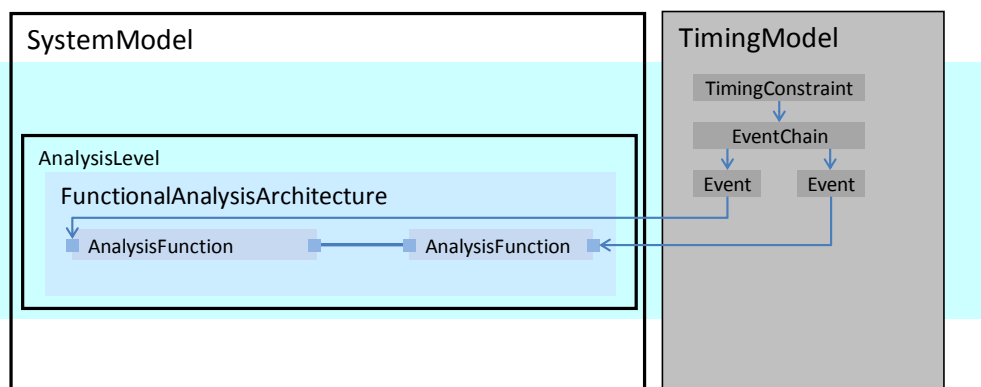 SystemModel
AnalysisLevel
FunctionalAnalysisArchitecture
AnalysisFunction
AnalysisFunction
TimingModel
TimingConstraint
EventChain
Event
Event